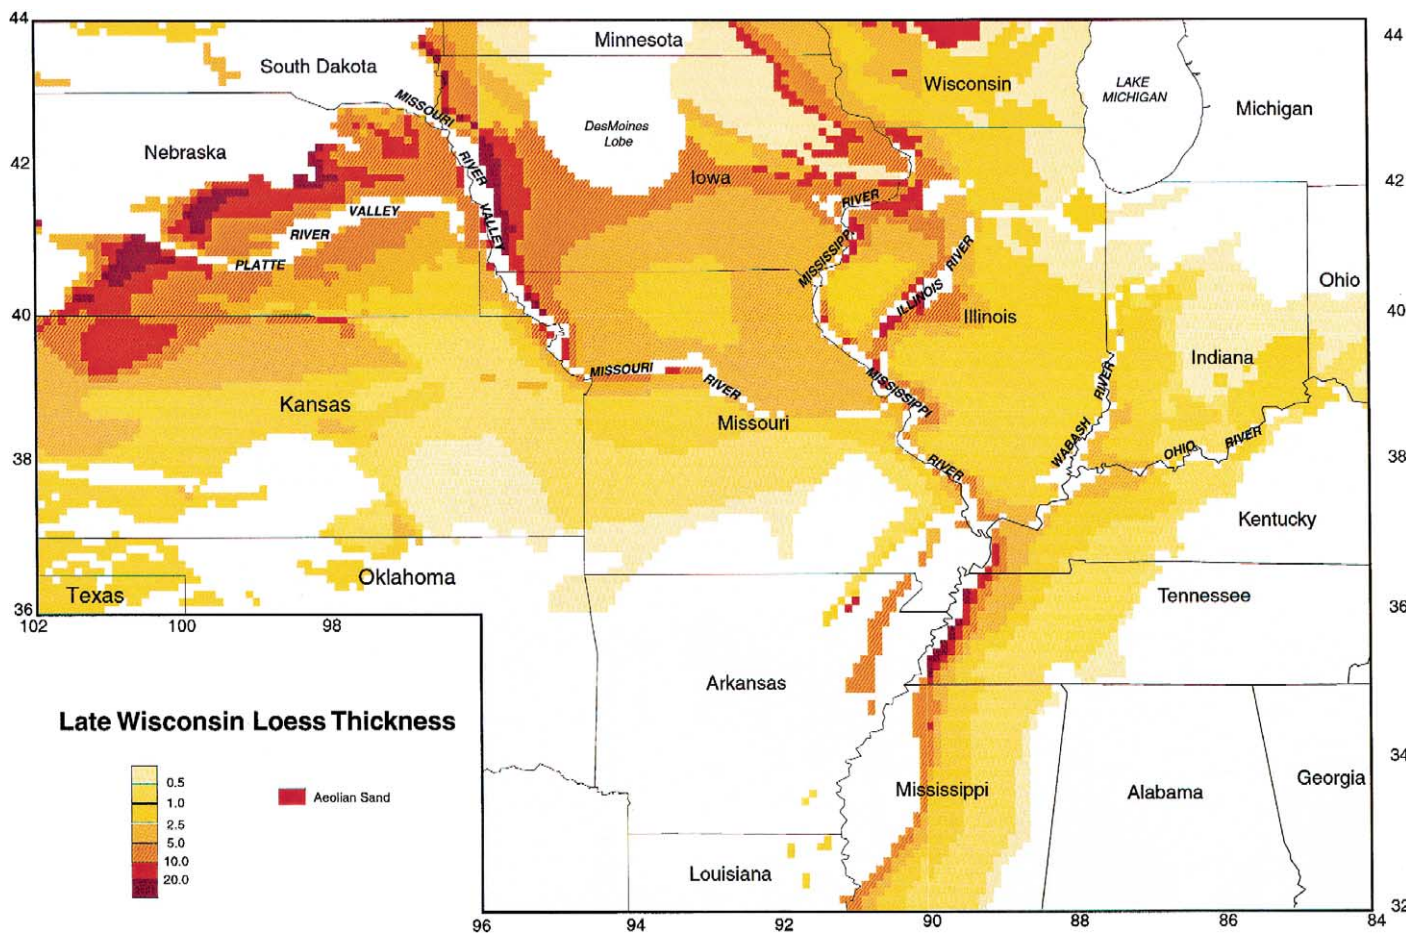 44
44
Minnesota
South Dakota
Wisconsin
LAKE
MICHIGAN
Michigan
MISSOURI
DesMoines
Lobe
Nebraska
42
42
RIVER
Iowa
VALLEY
RIVER
VALLEY
RIVER
PLATTE
MISSISSIPPI
RIVER
ILLINOIS
Ohio
40
40
Illinois
Indiana
MISSOURI
RIVER
MISSISSIPPI
RIVER
Kansas
Missouri
WABASH
OHIO
RIVER
38
38
RIVER
Kentucky
Oklahoma
Texas
Tennessee
36
36
102
100
98
Arkansas
Late Wisconsin Loess Thickness
34
0.5
1.0
2.5
5.0
10.0
20.0
Aeolian Sand
Mississippi
Alabama
Georgia
Louisiana
32
96
94
92
90
88
86
84